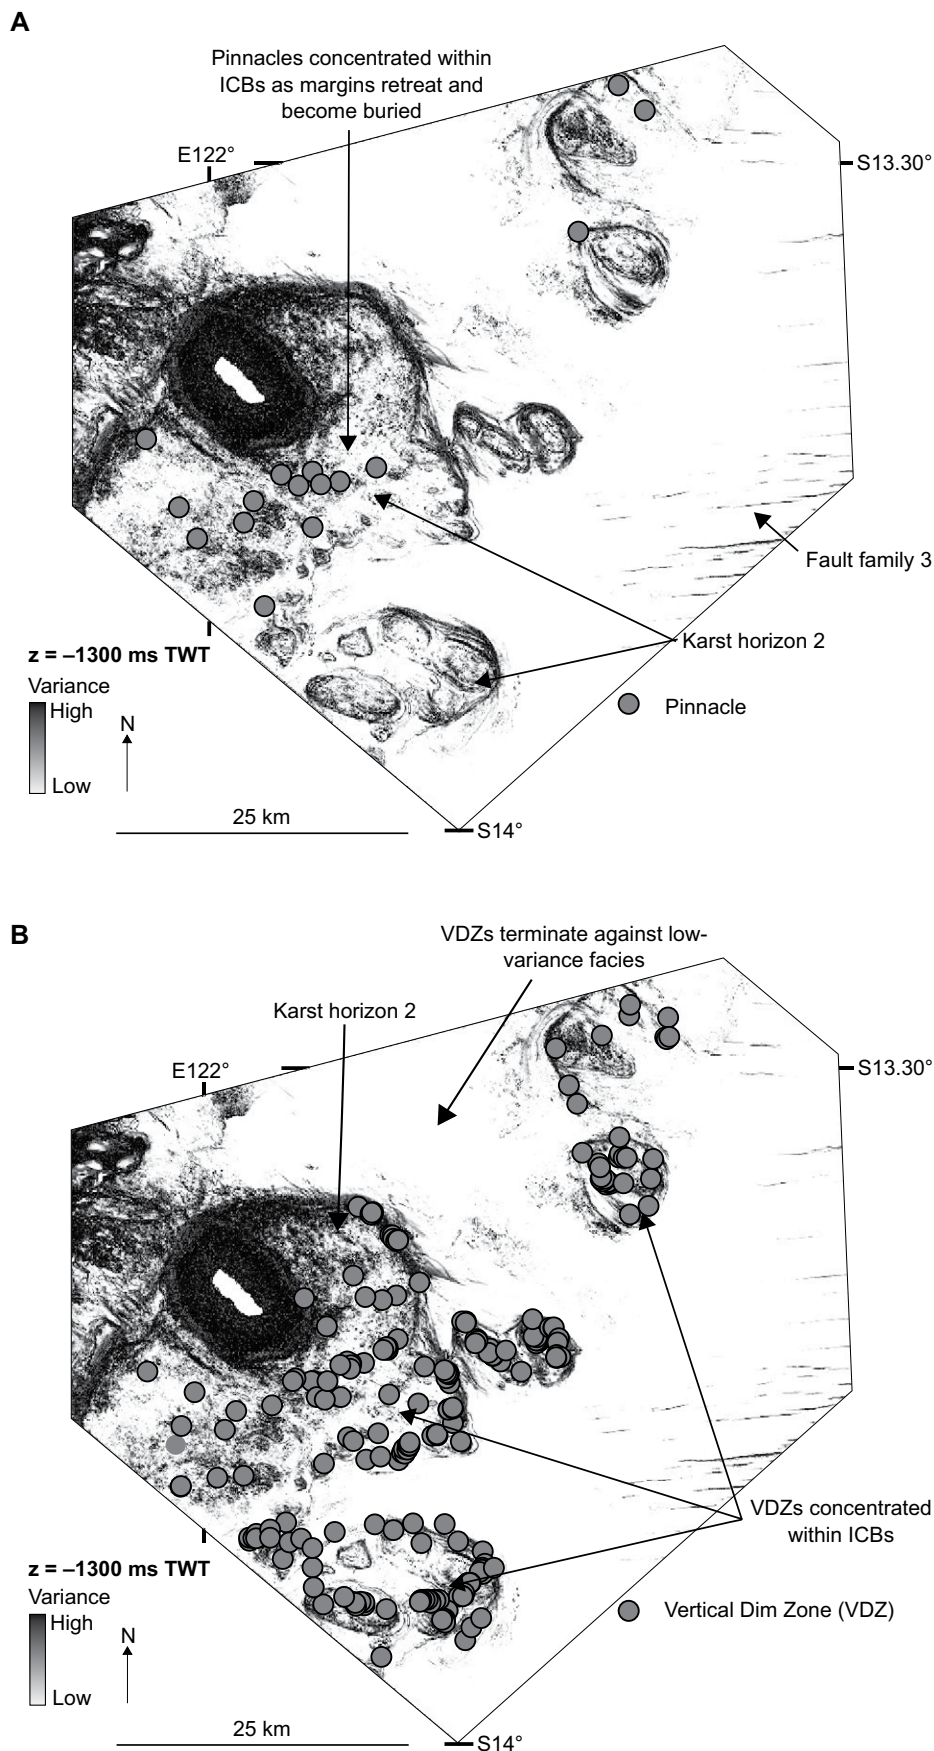 A
Pinnacles concentrated within
ICBs as margins retreat and
become buried
E122°
S13.30°
Fault family 3
Karst horizon 2
z = –1300 ms TWT
Variance
High
Low
N
Pinnacle
25 km
S14°
B
VDZs terminate against low-
variance facies
Karst horizon 2
E122°
S13.30°
VDZs concentrated
within ICBs
z = –1300 ms TWT
Variance
High
Low
N
Vertical Dim Zone (VDZ)
25 km
S14°